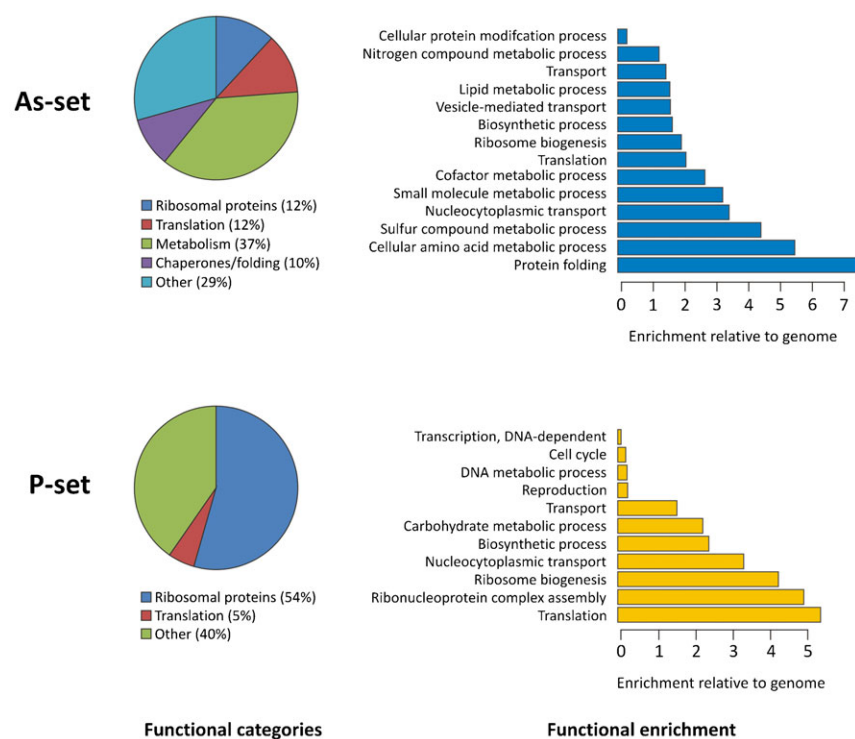 As-set
Ribosomal proteins (12%)
Translation (12%)
Metabolism (37%)
Chaperones/folding (10%)
Other (29%)
Cellular protein modifcation process
Nitrogen compound metabolic process
Transport
Lipid metabolic process
Vesicle-mediated transport
Biosynthetic process
Ribosome biogenesis
Translation
Cofactor metabolic process
Small molecule metabolic process
Nucleocytoplasmic transport
Sulfur compound metabolic process
Cellular amino acid metabolic process
Protein folding
0 1 2 3 4 5 6 7
Enrichment relative to genome
P-set
Ribosomal proteins (54%)
Translation (5%)
Other (40%)
Transcription, DNA-dependent
Cell cycle
DNA metabolic process
Reproduction
Transport
Carbohydrate metabolic process
Biosynthetic process
Nucleocytoplasmic transport
Ribosome biogenesis
Ribonucleoprotein complex assembly
Translation
0 1 2 3 4 5
Enrichment relative to genome
Functional categories
Functional enrichment